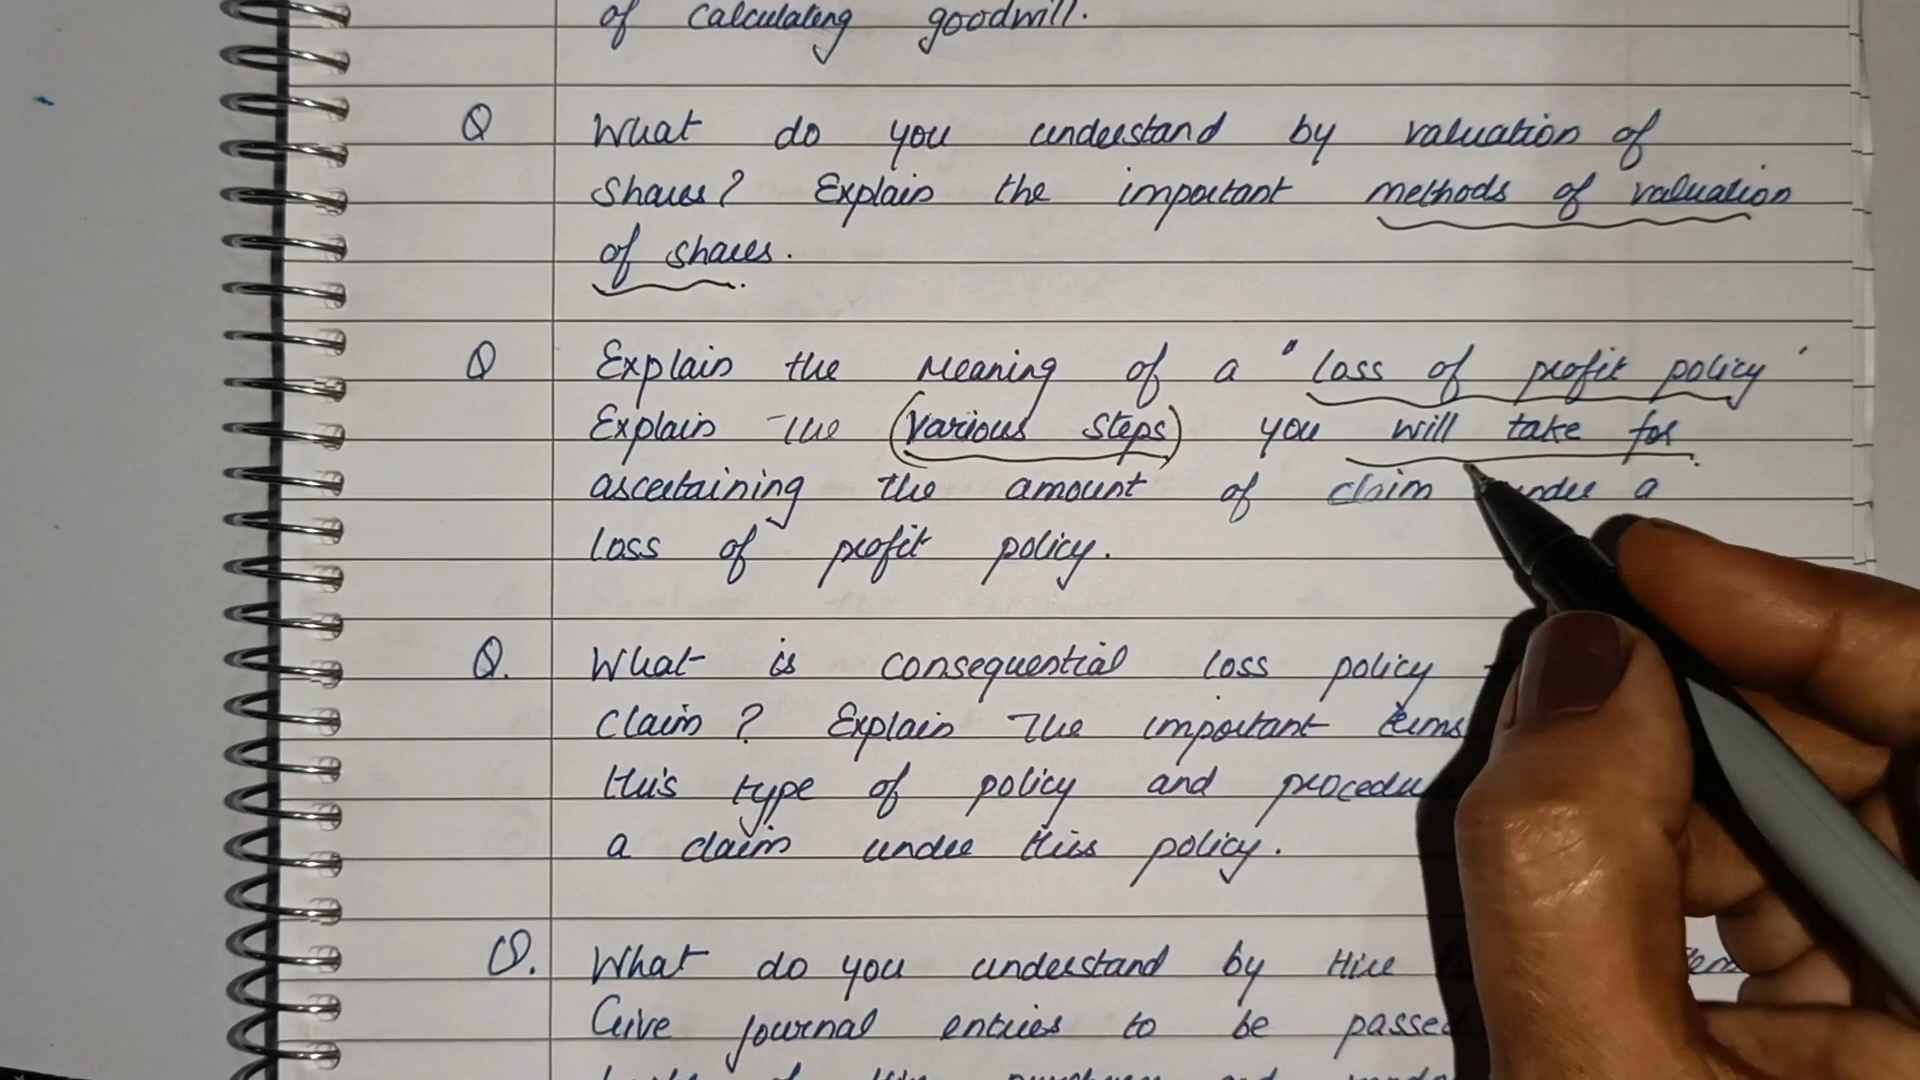 of calculating goodwill.
Q What do you understand by valuation of
shares? Explain the important methods of valuation
of shares.
Q Explain the Meaning of a "loss of profit policy"
Explain The (Various Steps) you will take for
ascertaining the amount of claim under a
loss of profit policy.
Q. What is consequential loss policy
claim? Explain The important terms
this type of policy and
a claim under this policy.
Q. What do you understand by Hire
Give journal entries to be passed